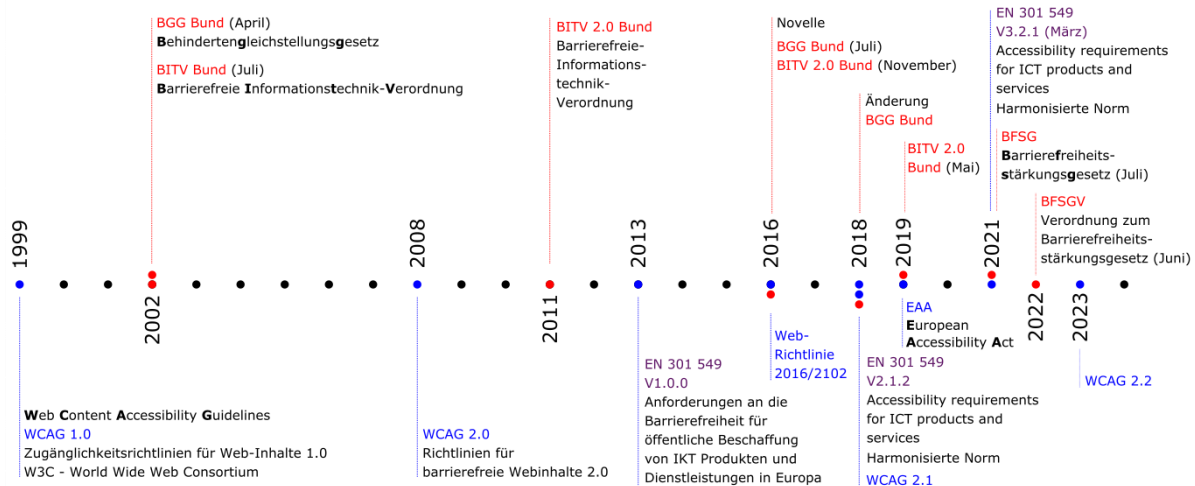 BGG Bund (April)
Behindertengleichstellungsgesetz
BITV Bund (Juli)
Barrierefreie Informationstechnik-Verordnung
BITV 2.0 Bund
Barrierefreie-
Informations-
technik-
Verordnung
Novelle
BGG Bund (Juli)
BITV 2.0 Bund (November)
Änderung
BGG Bund
BITV 2.0
Bund (Mai)
EN 301 549
V3.2.1 (März)
Accessibility requirements
for ICT products and
services
Harmonisierte Norm
BFSG
Barrierefreiheits-
stärkungsgesetz (Juli)
BFSGV
Verordnung zum
Barrierefreiheits-
stärkungsgesetz (Juni)
1999
2002
2008
2011
2013
2016
2018
2019
2021
2022
2023
Web Content Accessibility Guidelines
WCAG 1.0
Zugänglichkeitsrichtlinien für Web-Inhalte 1.0
W3C - World Wide Web Consortium
WCAG 2.0
Richtlinien für
barrierefreie Webinhalte 2.0
EN 301 549
V1.0.0
Anforderungen an die
Barrierefreiheit für
öffentliche Beschaffung
von IKT Produkten und
Dienstleistungen in Europa
Web-
Richtlinie
2016/2102
EN 301 549
V2.1.2
Accessibility requirements
for ICT products and
services
Harmonisierte Norm
WCAG 2.1
EAA
European
Accessibility Act
WCAG 2.2